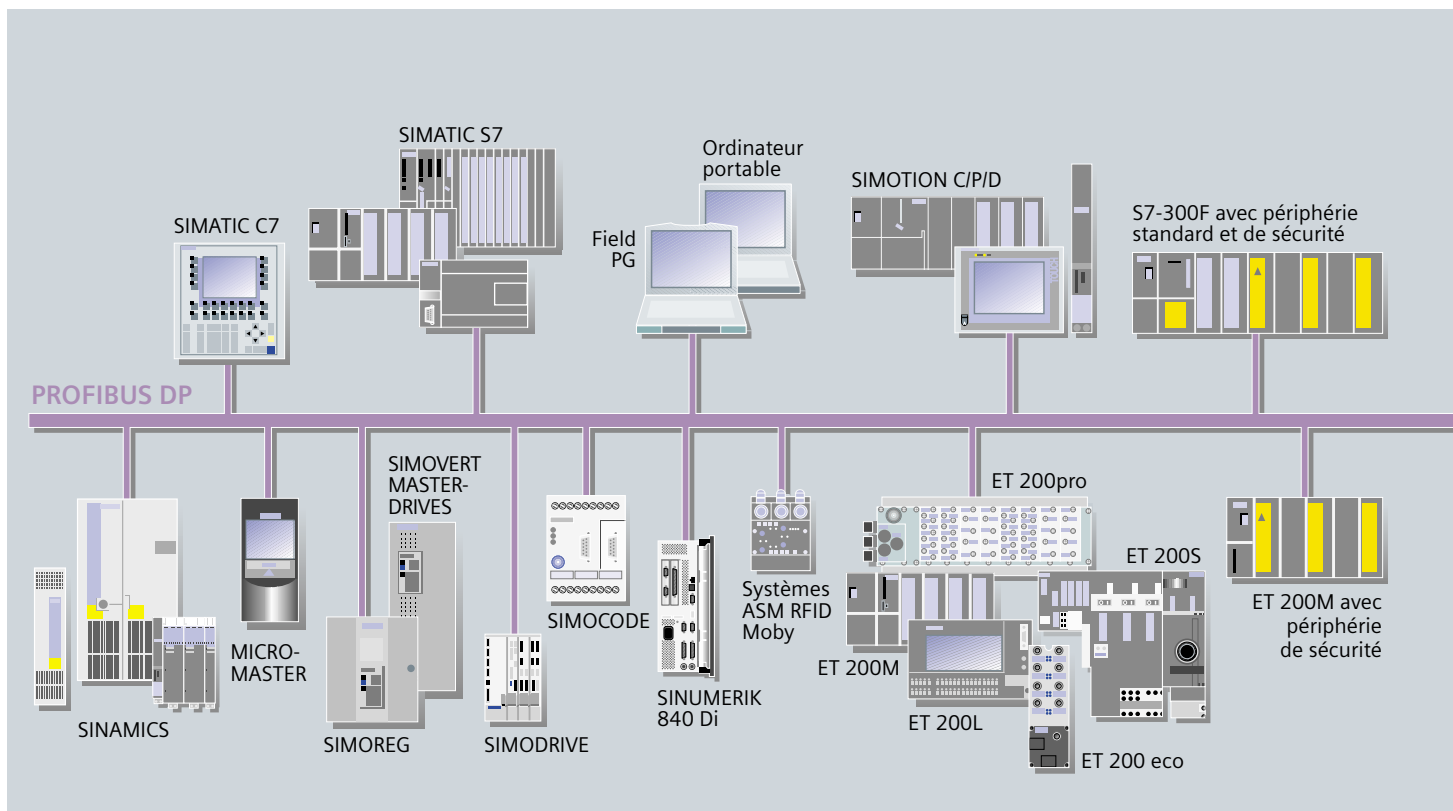 SIMATIC S7
Ordinateur
portable
SIMOTION C/P/D
SIMATIC C7
Field
PG
S7-300F avec périphérie
standard et de sécurité
PROFIBUS DP
SIMOVERT
MASTER-
DRIVES
ET 200pro
ET 200S
Systèmes
ASM RFID
Moby
SIMOCODE
ET 200M avec
périphérie
de sécurité
MICRO-
MASTER
ET 200M
SINUMERIK
840 Di
SINAMICS
SIMOREG
SIMODRIVE
ET 200L
ET 200 eco